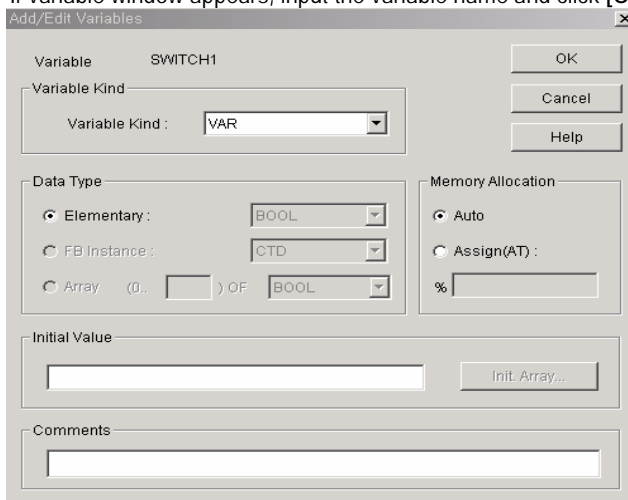 If variable window appears, input the variable name and click [O
Add/Edit Variables
Variable SWITCH1
OK
Variable Kind
Cancel
Variable Kind : VAR
Help
Data Type
Memory Allocation
Elementary : BOOL
Auto
FB Instance : CTD
Assign(AT) :
Array (0.. ) OF BOOL
%
Initial Value
Init. Array...
Comments